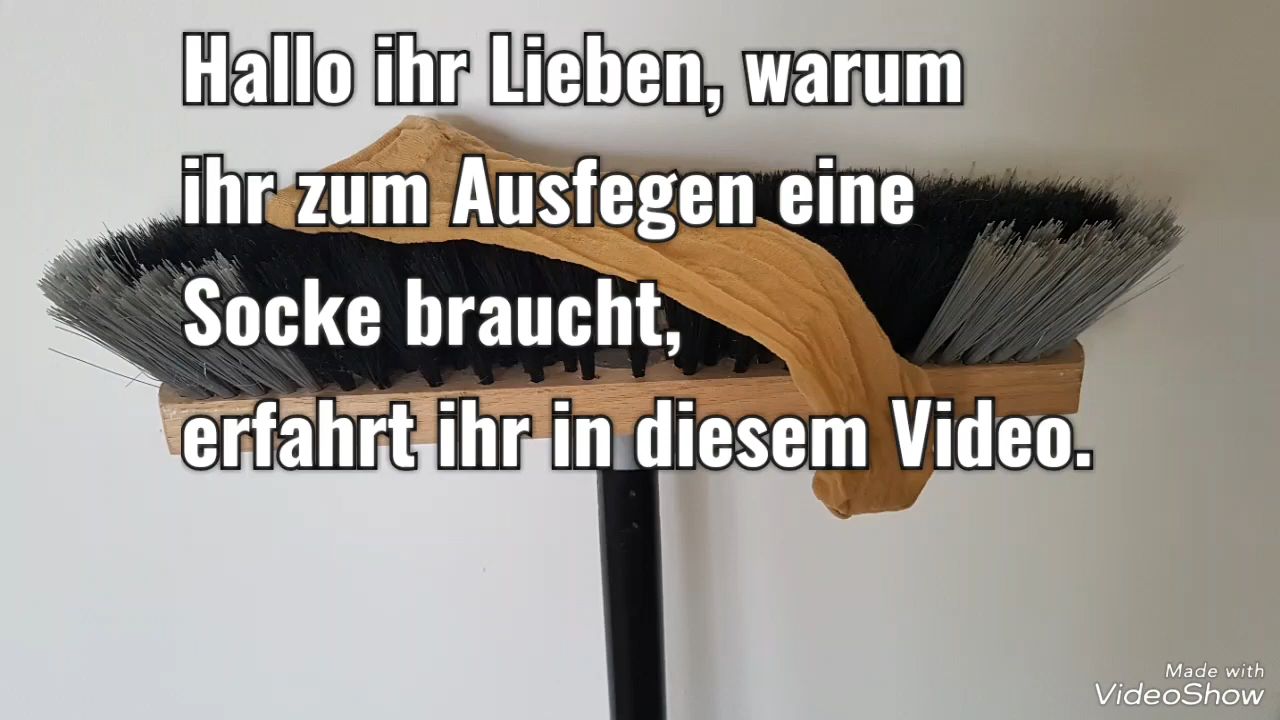 Hallo ihr Lieben, warum
ihr zum Ausfegen eine
Socke braucht,
erfahrt ihr in diesem Video.
Made with
VideoShow